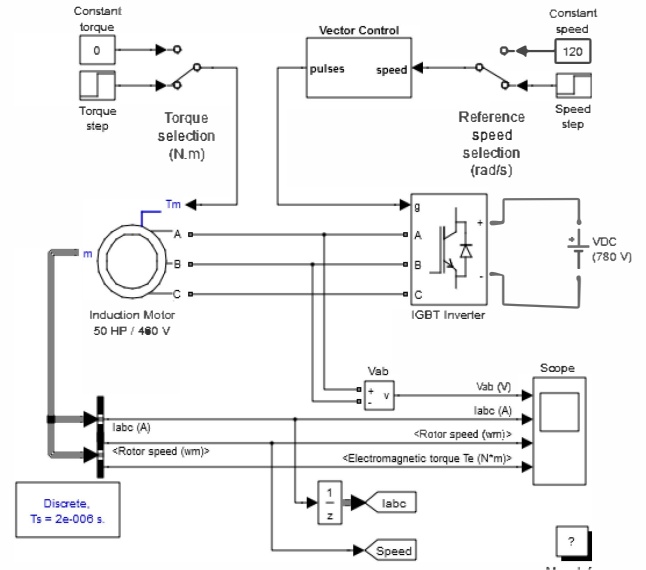 Constant
torque
0
Torque
step
Torque
selection
(N.m)
Vector Control
pulses
speed
Constant
speed
120
Speed
step
Reference
speed
selection
(rad/s)
Tm
m
A
B
C
Induction Motor
50 HP / 460 V
g
A
B
C
+
-
IGBT Inverter
+
VDC
(780 V)
Vab
+
-
v
Scope
Vab (V)
Iabc (A)
<Rotor speed (wm)>
<Electromagnetic torque Te (N*m)>
Iabc (A)
<Rotor speed (wm)>
Discrete,
Ts = 2e-006 s.
1
z
Iabc
Speed
?